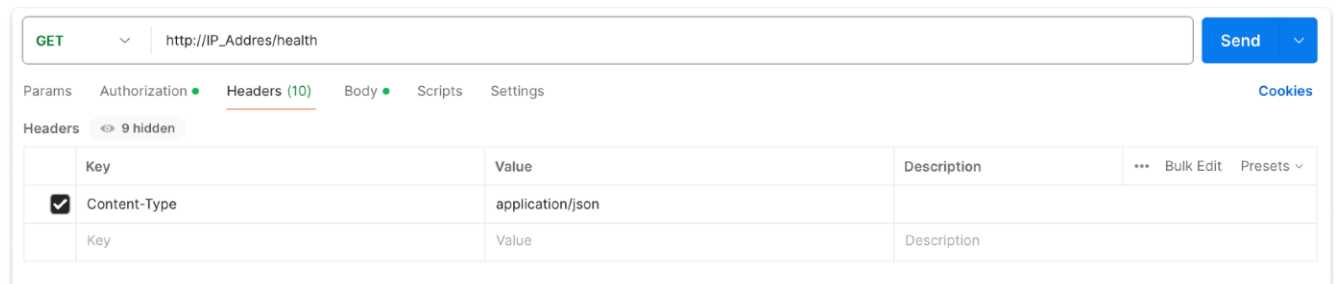 GET http://IP_Addres/health Send
Params Authorization Headers (10) Body Scripts Settings Cookies
Headers 9 hidden
Key Value Description ••• Bulk Edit Presets
Content-Type application/json
Key Value Description